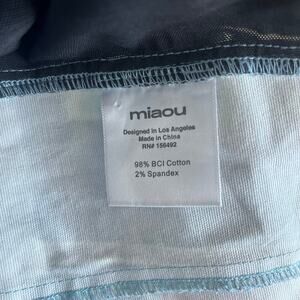 miaou
Designed in Los Angeles
Made in China
RN# 156492
98% BCI Cotton
2% Spandex